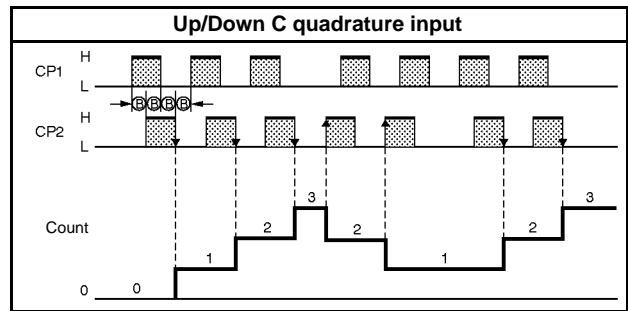 Up/Down C quadrature input
CP1 H
L
B B B B
CP2 H
L
Count
0 0 1 2 3 2 1 2 3